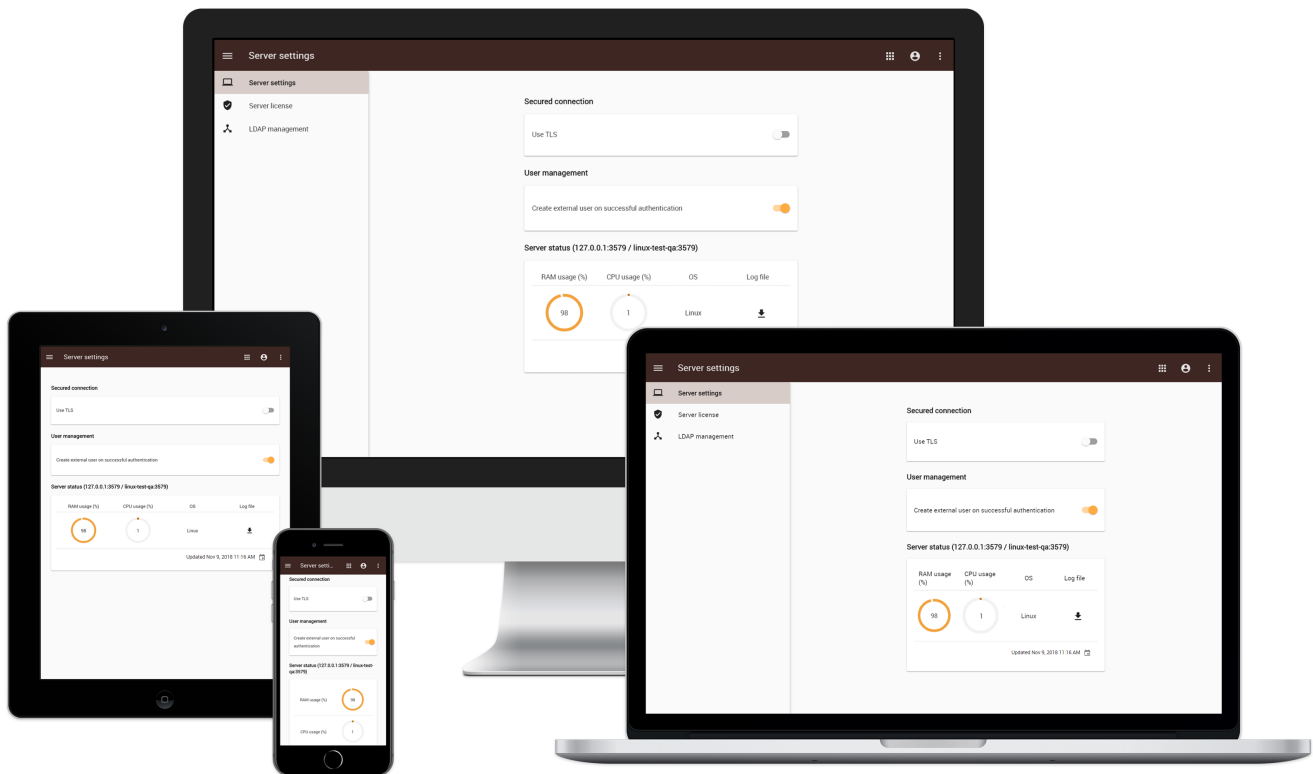 Server settings
Server settings
Server license
LDAP management
Secured connection
Use TLS
User management
Create external user on successful authentication
Server status (127.0.0.1:3579 / linux-test-qa:3579)
RAM usage (%) CPU usage (%) OS Log file
98 1 Linux
Server settings
Secured connection
Use TLS
User management
Create external user on successful authentication
Server status (127.0.0.1:3579 / linux-test-qa:3579)
RAM usage (%) CPU usage (%) OS Log file
98 1 Linux
Updated Nov 9, 2018 11:16 AM
Server setti...
Secured connection
Use TLS
User management
Create external user on successful
authentication
Server status (127.0.0.1:3579 / linux-test-
qa:3579)
RAM usage (%) 98
CPU usage (%) 1
Server settings
Server settings
Server license
LDAP management
Secured connection
Use TLS
User management
Create external user on successful authentication
Server status (127.0.0.1:3579 / linux-test-qa:3579)
RAM usage CPU usage OS Log file
(%) (%)
98 1 Linux
Updated Nov 9, 2018 11:16 AM